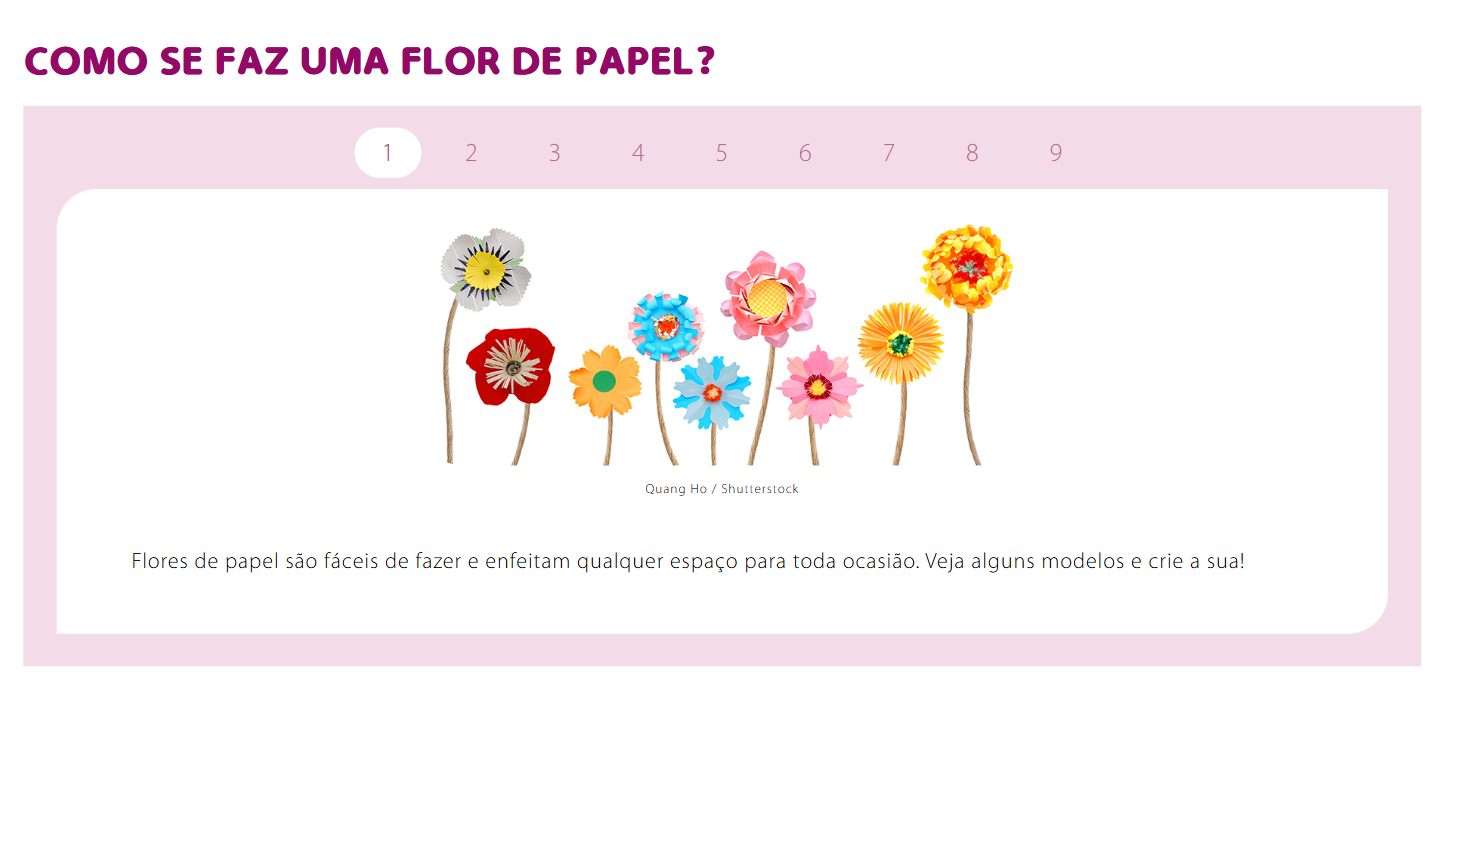 COMO SE FAZ UMA FLOR DE PAPEL?
1 2 3 4 5 6 7 8 9
Quang Ho / Shutterstock
Flores de papel são fáceis de fazer e enfeitam qualquer espaço para toda ocasião. Veja alguns modelos e crie a sua!